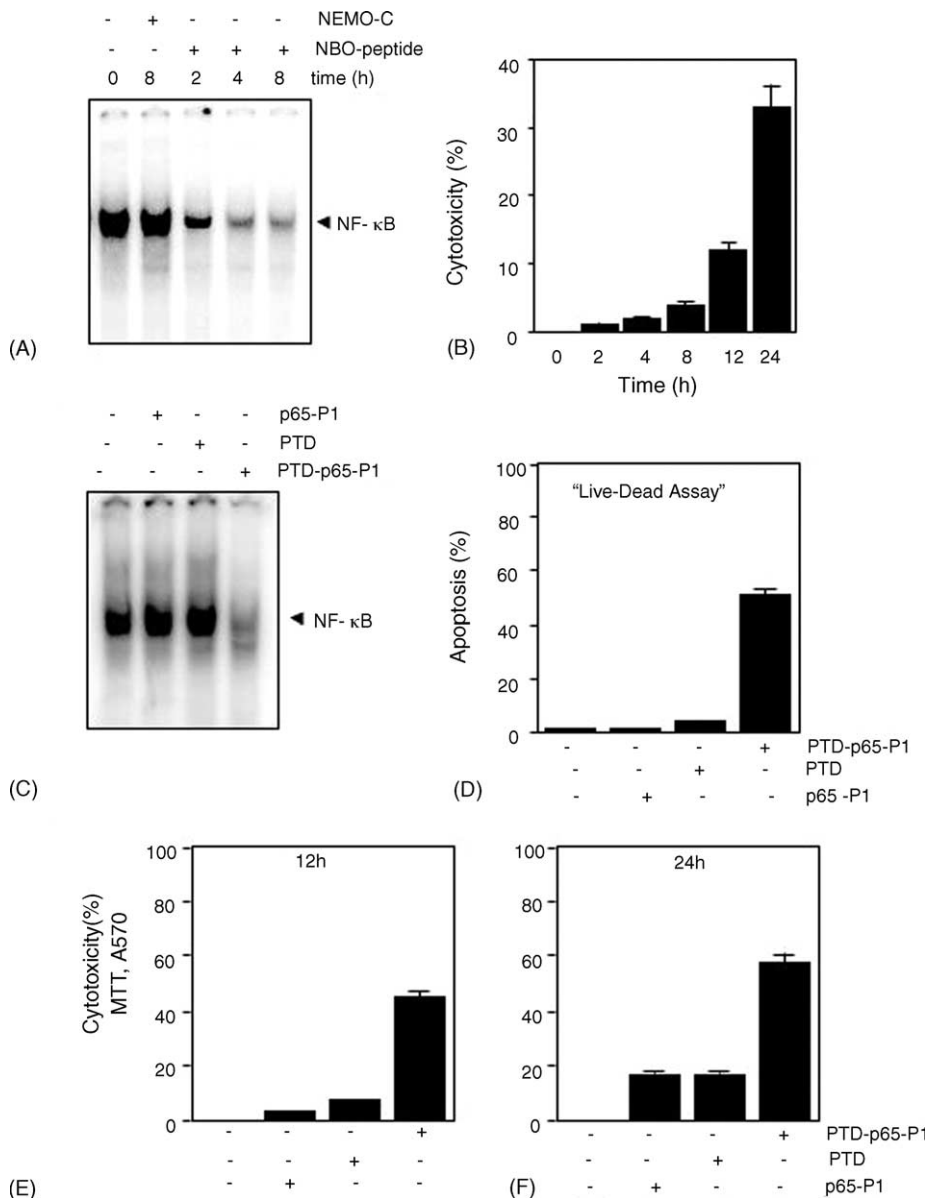 - + - - - NEMO-C
- - + + + NBO-peptide
0 8 2 4 8 time (h)
◄ NF- κB
(A)
Cytotoxicity (%)
40
30
20
10
0
0 2 4 8 12 24
Time (h)
(B)
- + - - p65-P1
- - + - PTD
- - - + PTD-p65-P1
◄ NF- κB
(C)
"Live-Dead Assay"
Apoptosis (%)
100
80
60
40
20
0
- - - + PTD-p65-P1
- - + - PTD
- + - - p65 -P1
(D)
12h
Cytotoxicity(%)
MTT, A570
100
80
60
40
20
0
- - - +
- - + -
- + - -
(E)
24h
100
80
60
40
20
0
- - - + PTD-p65-P1
- - + - PTD
- + - - p65-P1
(F)